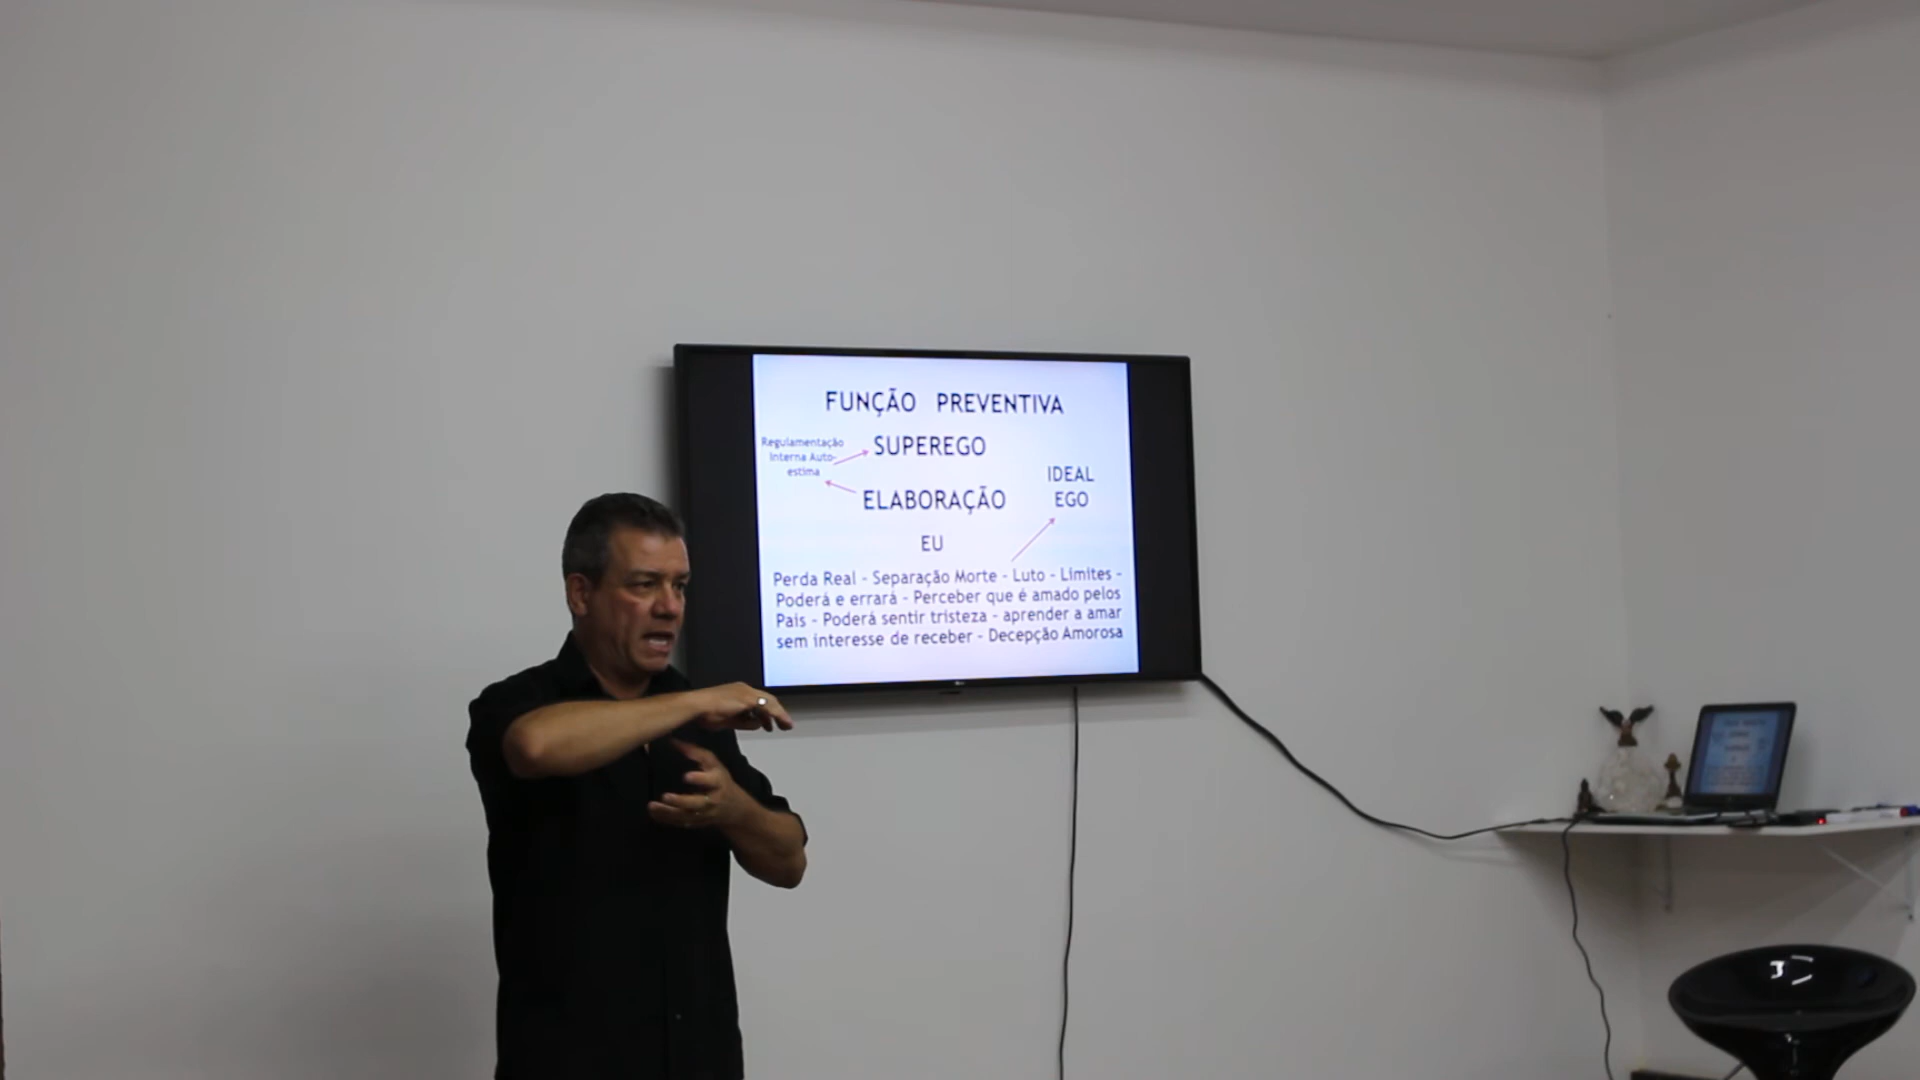 FUNÇÃO PREVENTIVA
Regulamentação
Interna Auto-
estima
SUPEREGO
IDEAL
EGO
ELABORAÇÃO
EU
Perda Real - Separação Morte - Luto - Limites -
Poderá e errará - Perceber que é amado pelos
Pais - Poderá sentir tristeza - aprender a amar
sem interesse de receber - Decepção Amorosa